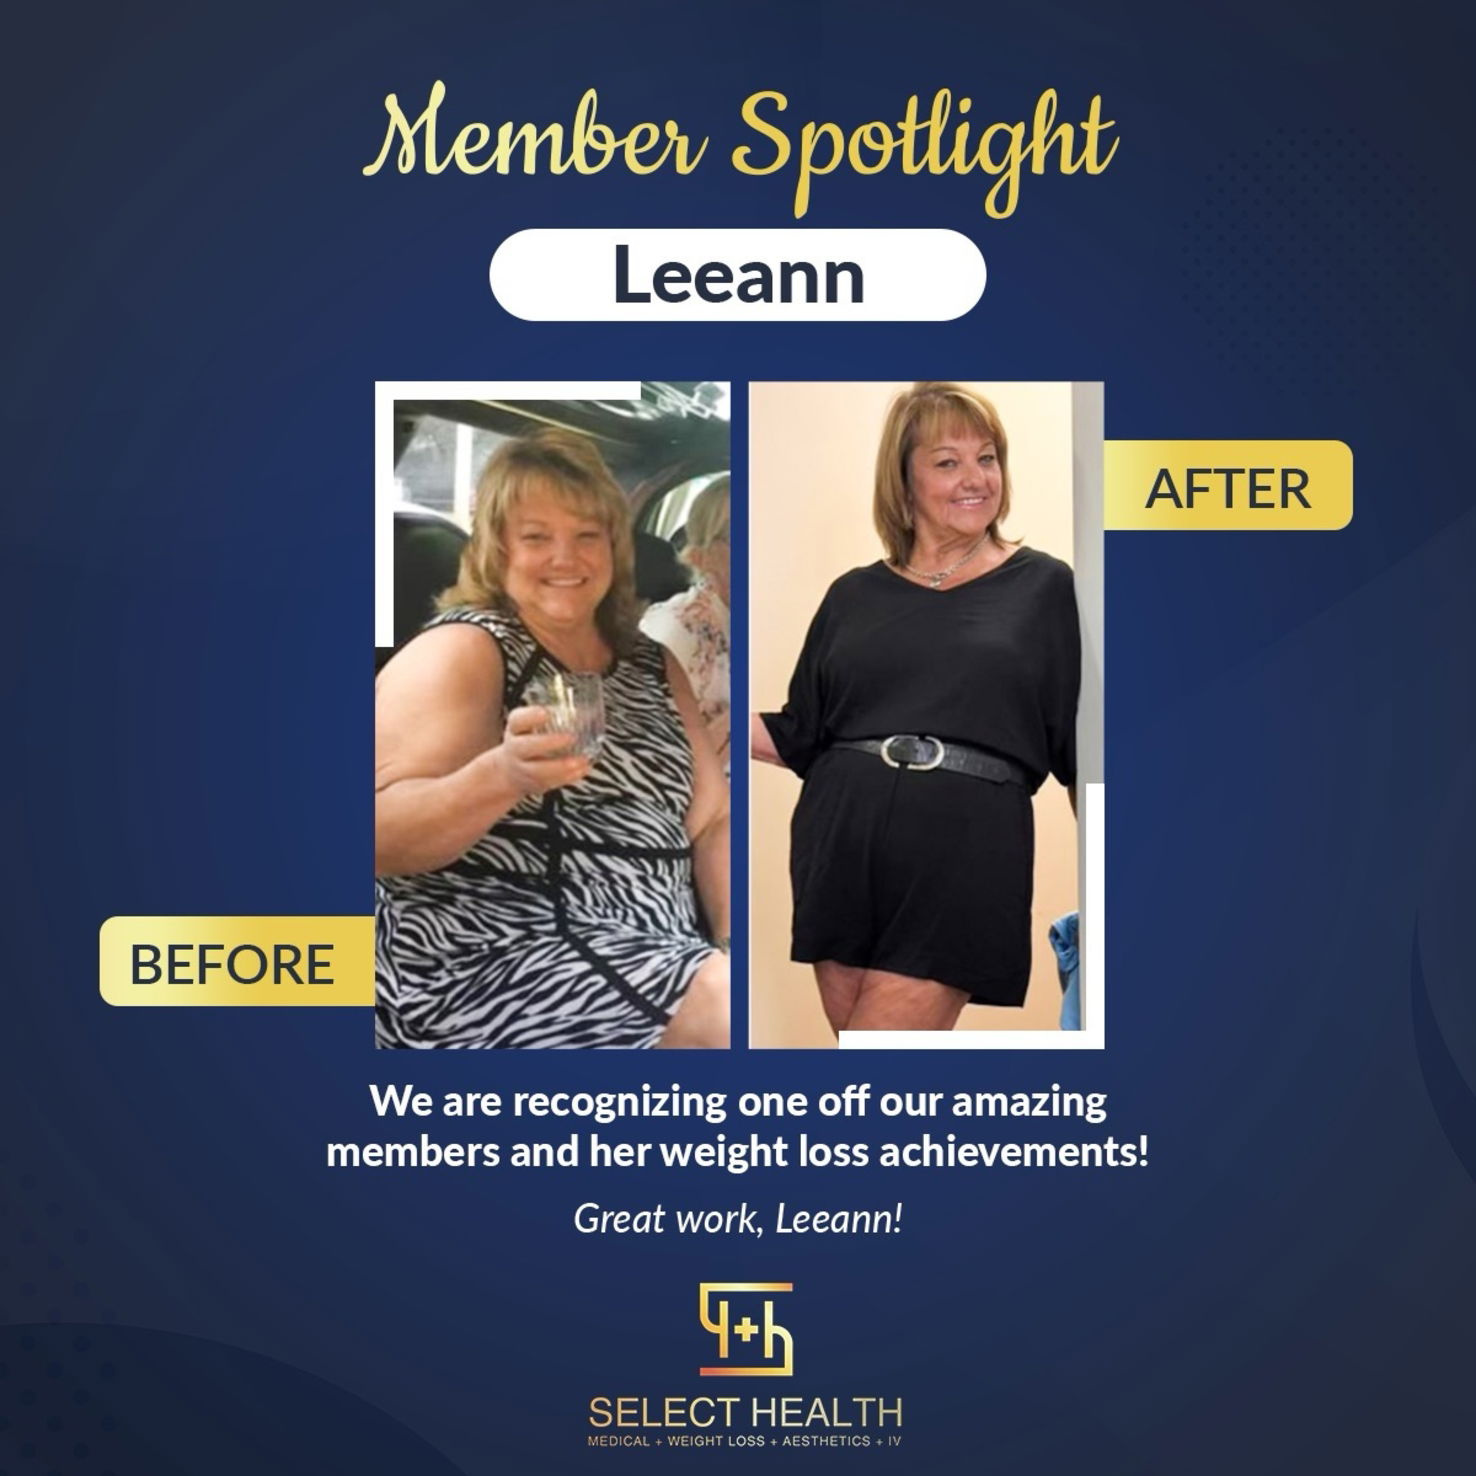 Member Spotlight
Leeann
AFTER
BEFORE
We are recognizing one off our amazing
members and her weight loss achievements!
Great work, Leeann!
SELECT HEALTH
MEDICAL + WEIGHT LOSS + AESTHETICS + IV